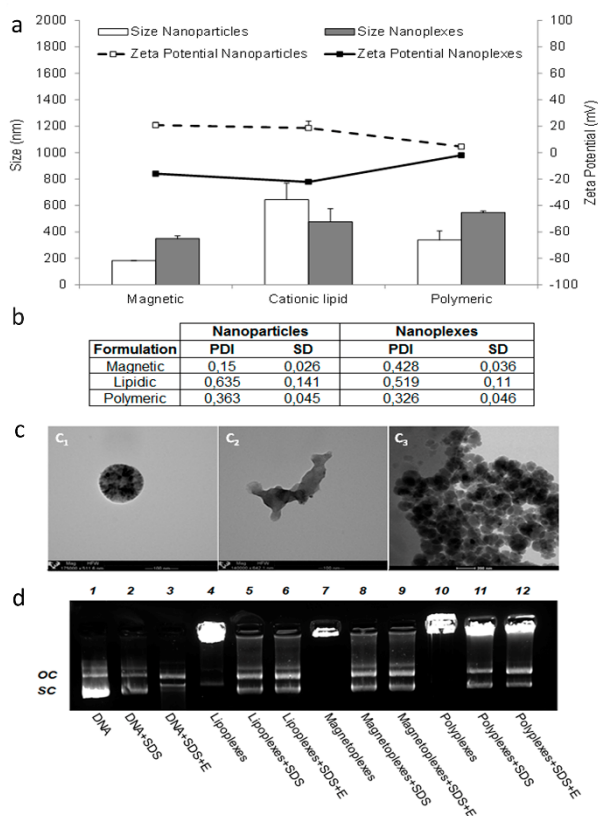 a
Size Nanoparticles
Size Nanoplexes
Zeta Potential Nanoparticles
Zeta Potential Nanoplexes
Size (nm)
2000
1800
1600
1400
1200
1000
800
600
400
200
0
100
80
60
40
20
0
-20
-40
-60
-80
-100
Zeta Potential (mV)
Magnetic
Cationic lipid
Polymeric
b
Nanoparticles Nanoplexes
Formulation PDI SD PDI SD
Magnetic 0,15 0,026 0,428 0,036
Lipidic 0,635 0,141 0,519 0,11
Polymeric 0,363 0,045 0,326 0,046
c
C1
C2
C3
Mag HFW
Mag HFW
d
1 2 3 4 5 6 7 8 9 10 11 12
OC
SC
DNA
DNA+SDS
DNA+SDS+E
Lipoplexes
Lipoplexes+SDS
Lipoplexes+SDS+E
Magnetoplexes
Magnetoplexes+SDS
Magnetoplexes+SDS+E
Polyplexes
Polyplexes+SDS
Polyplexes+SDS+E